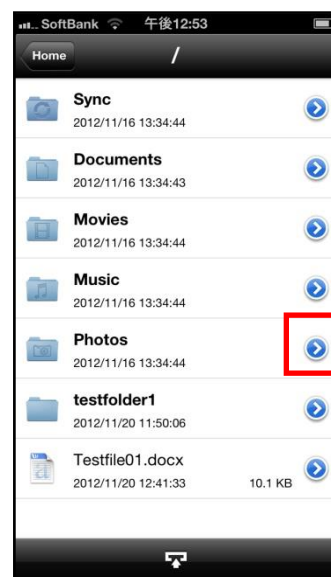 SoftBank 午後12:53
Home /
Sync
2012/11/16 13:34:44
Documents
2012/11/16 13:34:43
Movies
2012/11/16 13:34:44
Music
2012/11/16 13:34:44
Photos
2012/11/16 13:34:44
testfolder1
2012/11/20 11:50:06
Testfile01.docx
2012/11/20 12:41:33 10.1 KB